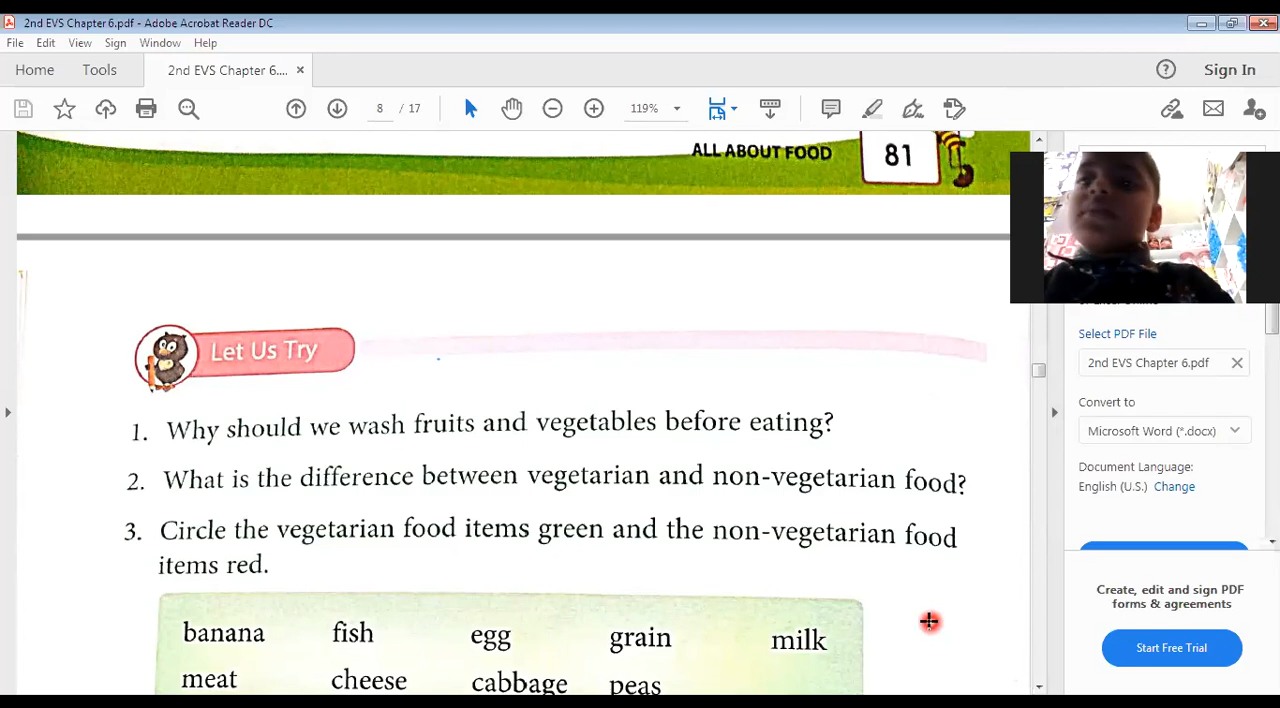 2nd EVS Chapter 6.pdf - Adobe Acrobat Reader DC
File Edit View Sign Window Help
Home Tools 2nd EVS Chapter 6.... × Sign In
8 / 17 119%
ALL ABOUT FOOD 81
Let Us Try
1. Why should we wash fruits and vegetables before eating?
2. What is the difference between vegetarian and non-vegetarian food?
3. Circle the vegetarian food items green and the non-vegetarian food
items red.
banana fish egg grain milk
meat cheese cabbage peas
Select PDF File
2nd EVS Chapter 6.pdf
Convert to
Microsoft Word (*.docx)
Document Language:
English (U.S.) Change
Create, edit and sign PDF
forms & agreements
Start Free Trial